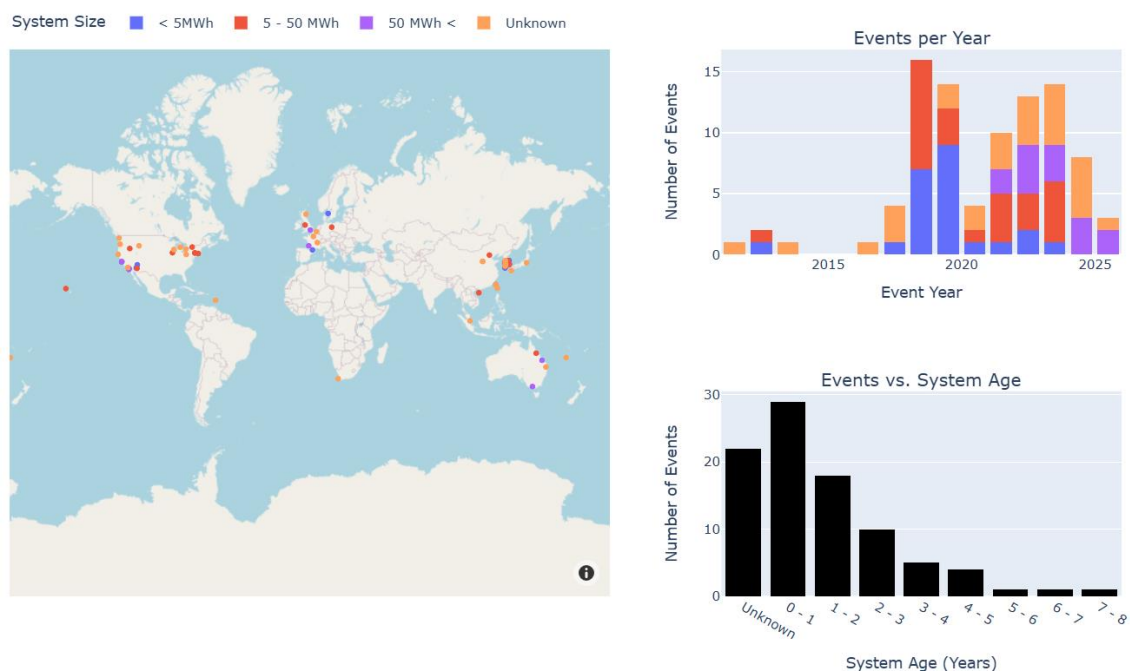 System Size < 5MWh 5 - 50 MWh 50 MWh < Unknown
Events per Year
Number of Events
15
10
5
0
2015 2020 2025
Event Year
Events vs. System Age
Number of Events
30
20
10
0
Unknown 0 - 1 1 - 2 2 - 3 3 - 4 4 - 5 5 - 6 6 - 7 7 - 8
System Age (Years)